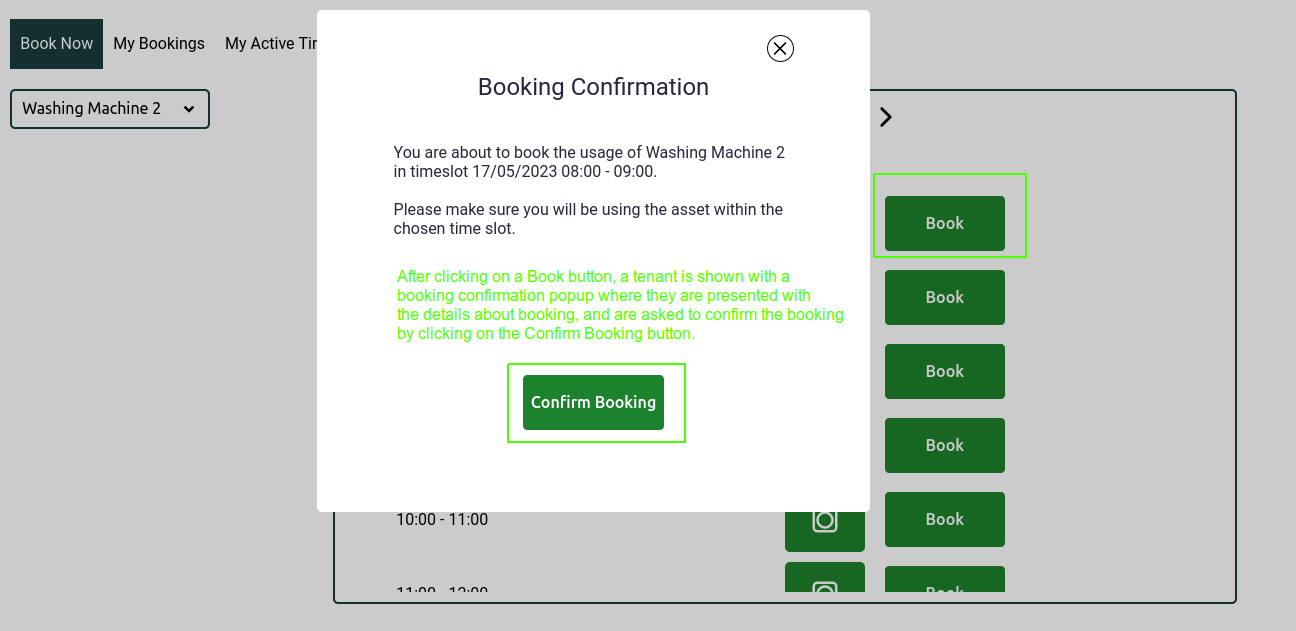 Book Now
My Bookings
My Active Tir
Washing Machine 2
Booking Confirmation
You are about to book the usage of Washing Machine 2
in timeslot 17/05/2023 08:00 - 09:00.
Please make sure you will be using the asset within the
chosen time slot.
After clicking on a Book button, a tenant is shown with a
booking confirmation popup where they are presented with
the details about booking, and are asked to confirm the booking
by clicking on the Confirm Booking button.
Confirm Booking
Book
Book
Book
Book
10:00 - 11:00
Book
11:00 - 12:00
Book